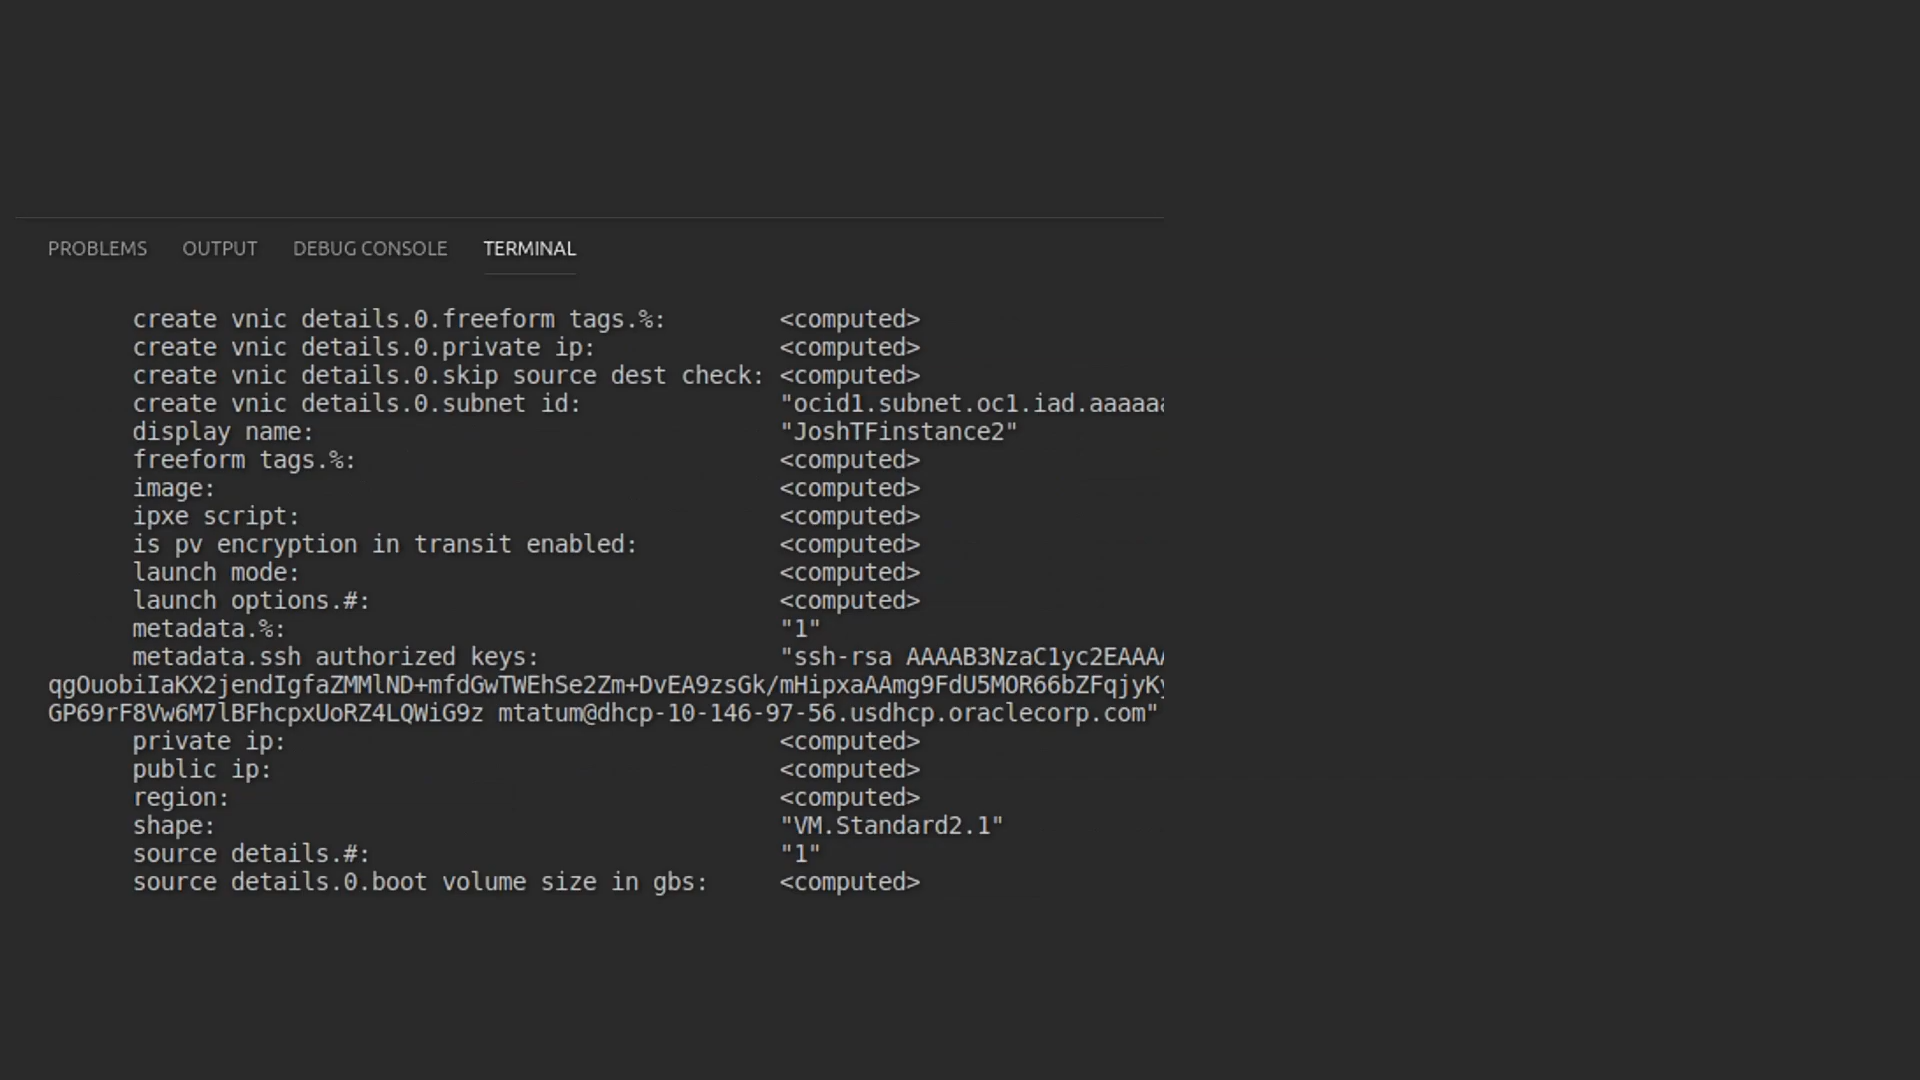 PROBLEMS OUTPUT DEBUG CONSOLE TERMINAL
create vnic details.0.freeform tags.%: <computed>
create vnic details.0.private ip: <computed>
create vnic details.0.skip source dest check: <computed>
create vnic details.0.subnet id: "ocid1.subnet.oc1.iad.aaaaaa
display name: "JoshTFinstance2"
freeform tags.%: <computed>
image: <computed>
ipxe script: <computed>
is pv encryption in transit enabled: <computed>
launch mode: <computed>
launch options.#: <computed>
metadata.%: "1"
metadata.ssh authorized keys: "ssh-rsa AAAAB3NzaC1yc2EAAAA
qgOuobiIaKX2jendIgfaZMMlND+mfdGwTWEhSe2Zm+DvEA9zsGk/mHipxaAAmg9FdU5MOR66bZFqjyKy
GP69rF8Vw6M7lBFhcpxUoRZ4LQWiG9z mtatum@dhcp-10-146-97-56.usdhcp.oraclecorp.com"
private ip: <computed>
public ip: <computed>
region: <computed>
shape: "VM.Standard2.1"
source details.#: "1"
source details.0.boot volume size in gbs: <computed>